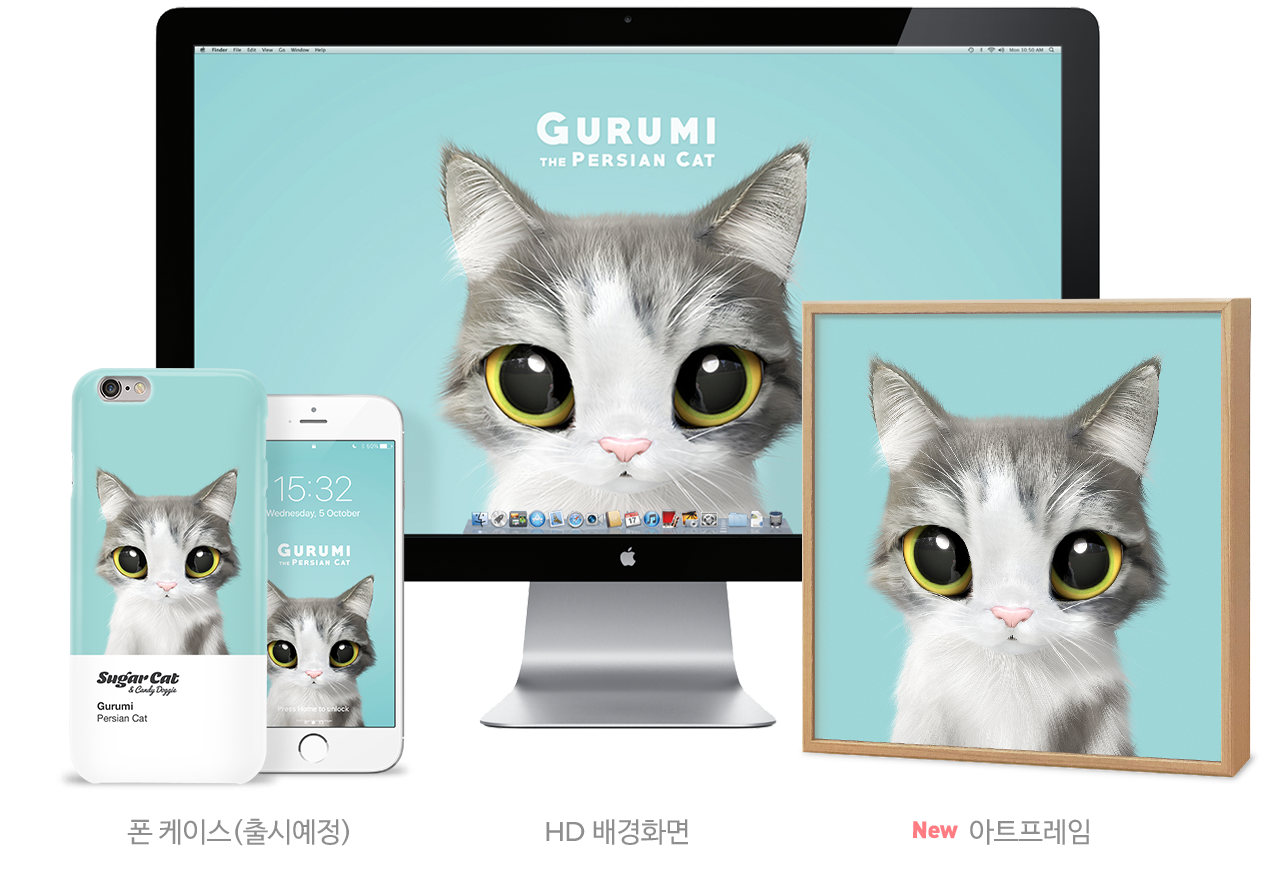 Finder File Edit View Go Window Help
Mon 10:50 AM
GURUMI
THE PERSIAN CAT
17
50%
15:32
Wednesday, 5 October
GURUMI
THE PERSIAN CAT
Press Home to unlock
Sugar Cat
& Candy Doggie
Gurumi
Persian Cat
폰 케이스(출시예정)
HD 배경화면
New 아트프레임